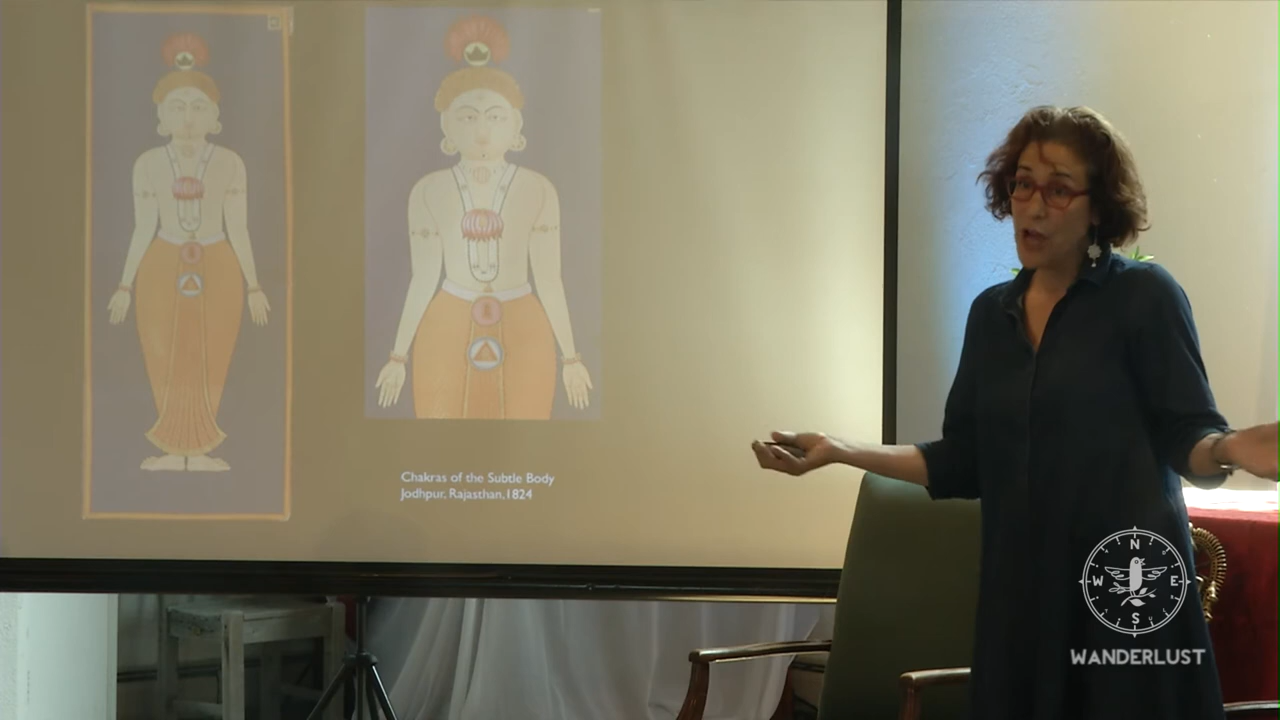 Chakras of the Subtle Body
Jodhpur, Rajasthan, 1824
N
W E
S
WANDERLUST